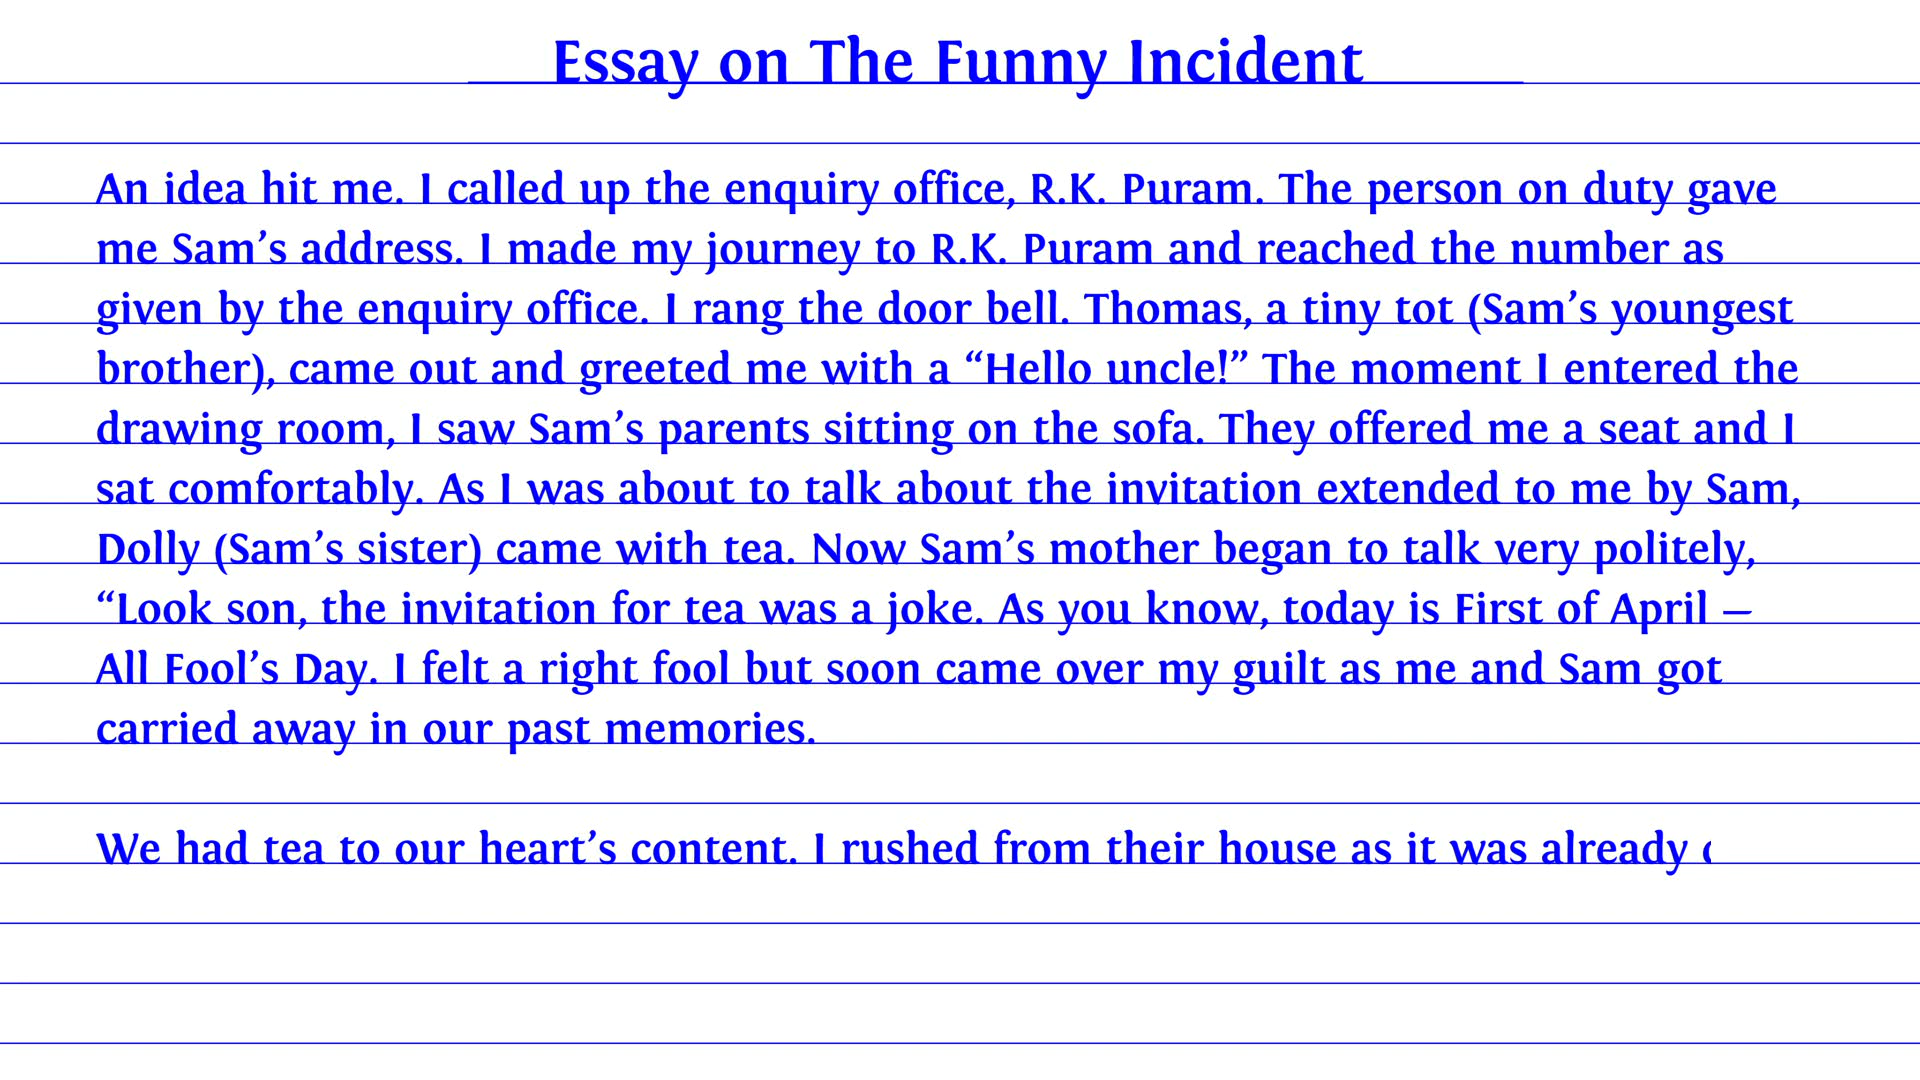 Essay on The Funny Incident
An idea hit me. I called up the enquiry office, R.K. Puram. The person on duty gave
me Sam’s address. I made my journey to R.K. Puram and reached the number as
given by the enquiry office. I rang the door bell. Thomas, a tiny tot (Sam’s youngest
brother), came out and greeted me with a “Hello uncle!” The moment I entered the
drawing room, I saw Sam’s parents sitting on the sofa. They offered me a seat and I
sat comfortably. As I was about to talk about the invitation extended to me by Sam,
Dolly (Sam’s sister) came with tea. Now Sam’s mother began to talk very politely,
“Look son, the invitation for tea was a joke. As you know, today is First of April –
All Fool’s Day. I felt a right fool but soon came over my guilt as me and Sam got
carried away in our past memories.
We had tea to our heart’s content. I rushed from their house as it was already